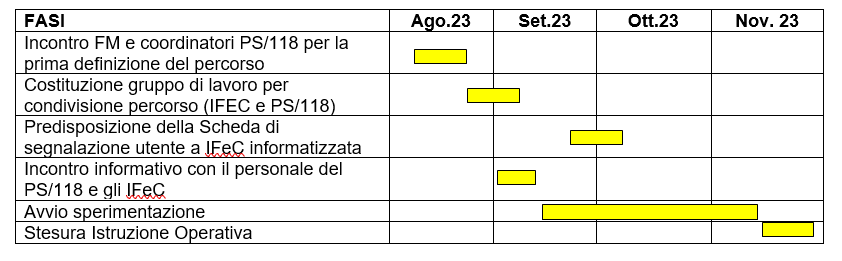 FASI Ago.23 Set.23 Ott.23 Nov. 23
Incontro FM e coordinatori PS/118 per la
prima definizione del percorso
Costituzione gruppo di lavoro per
condivisione percorso (IFEC e PS/118)
Predisposizione della Scheda di
segnalazione utente a IFeC informatizzata
Incontro informativo con il personale del
PS/118 e gli IFeC
Avvio sperimentazione
Stesura Istruzione Operativa